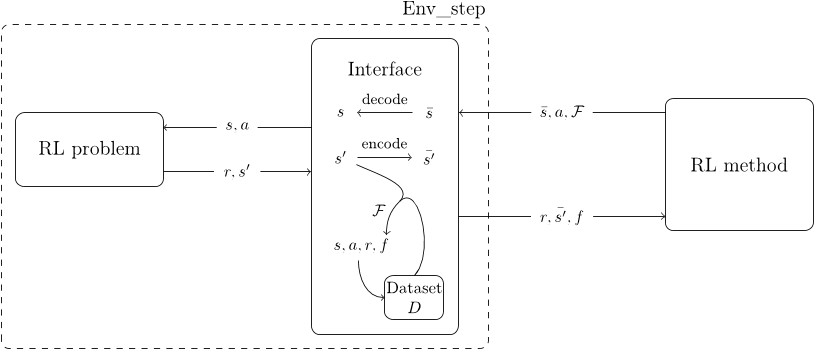 Env_step
Interface
RL problem
s, a
r, s′
s decode s̄
s′ encode s̄′
ℱ
s, a, r, f
Dataset
D
s̄, a, ℱ
r, s̄′, f
RL method